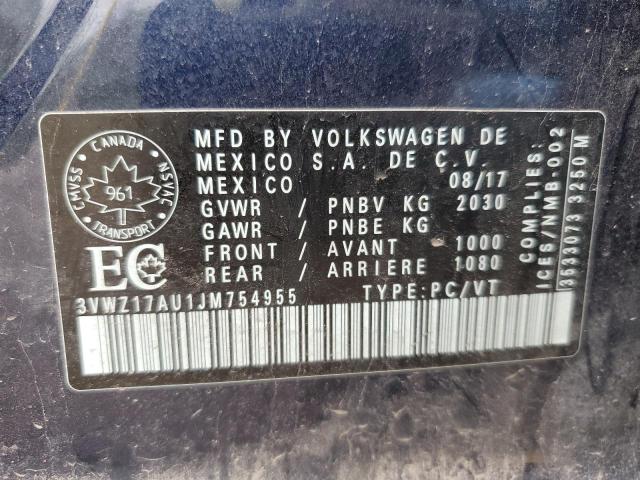 CANADA
CMVSS
NSVAC
961
TRANSPORT
EC
MFD BY VOLKSWAGEN DE
MEXICO S.A. DE C.V.
MEXICO 08/17
GVWR / PNBV KG 2030
GAWR / PNBE KG
FRONT / AVANT 1000
REAR / ARRIERE 1080
3VWZ17AU1JM754955 TYPE:PC/VT
COMPLIES:
ICES/NMB-002
3633073 3250 M